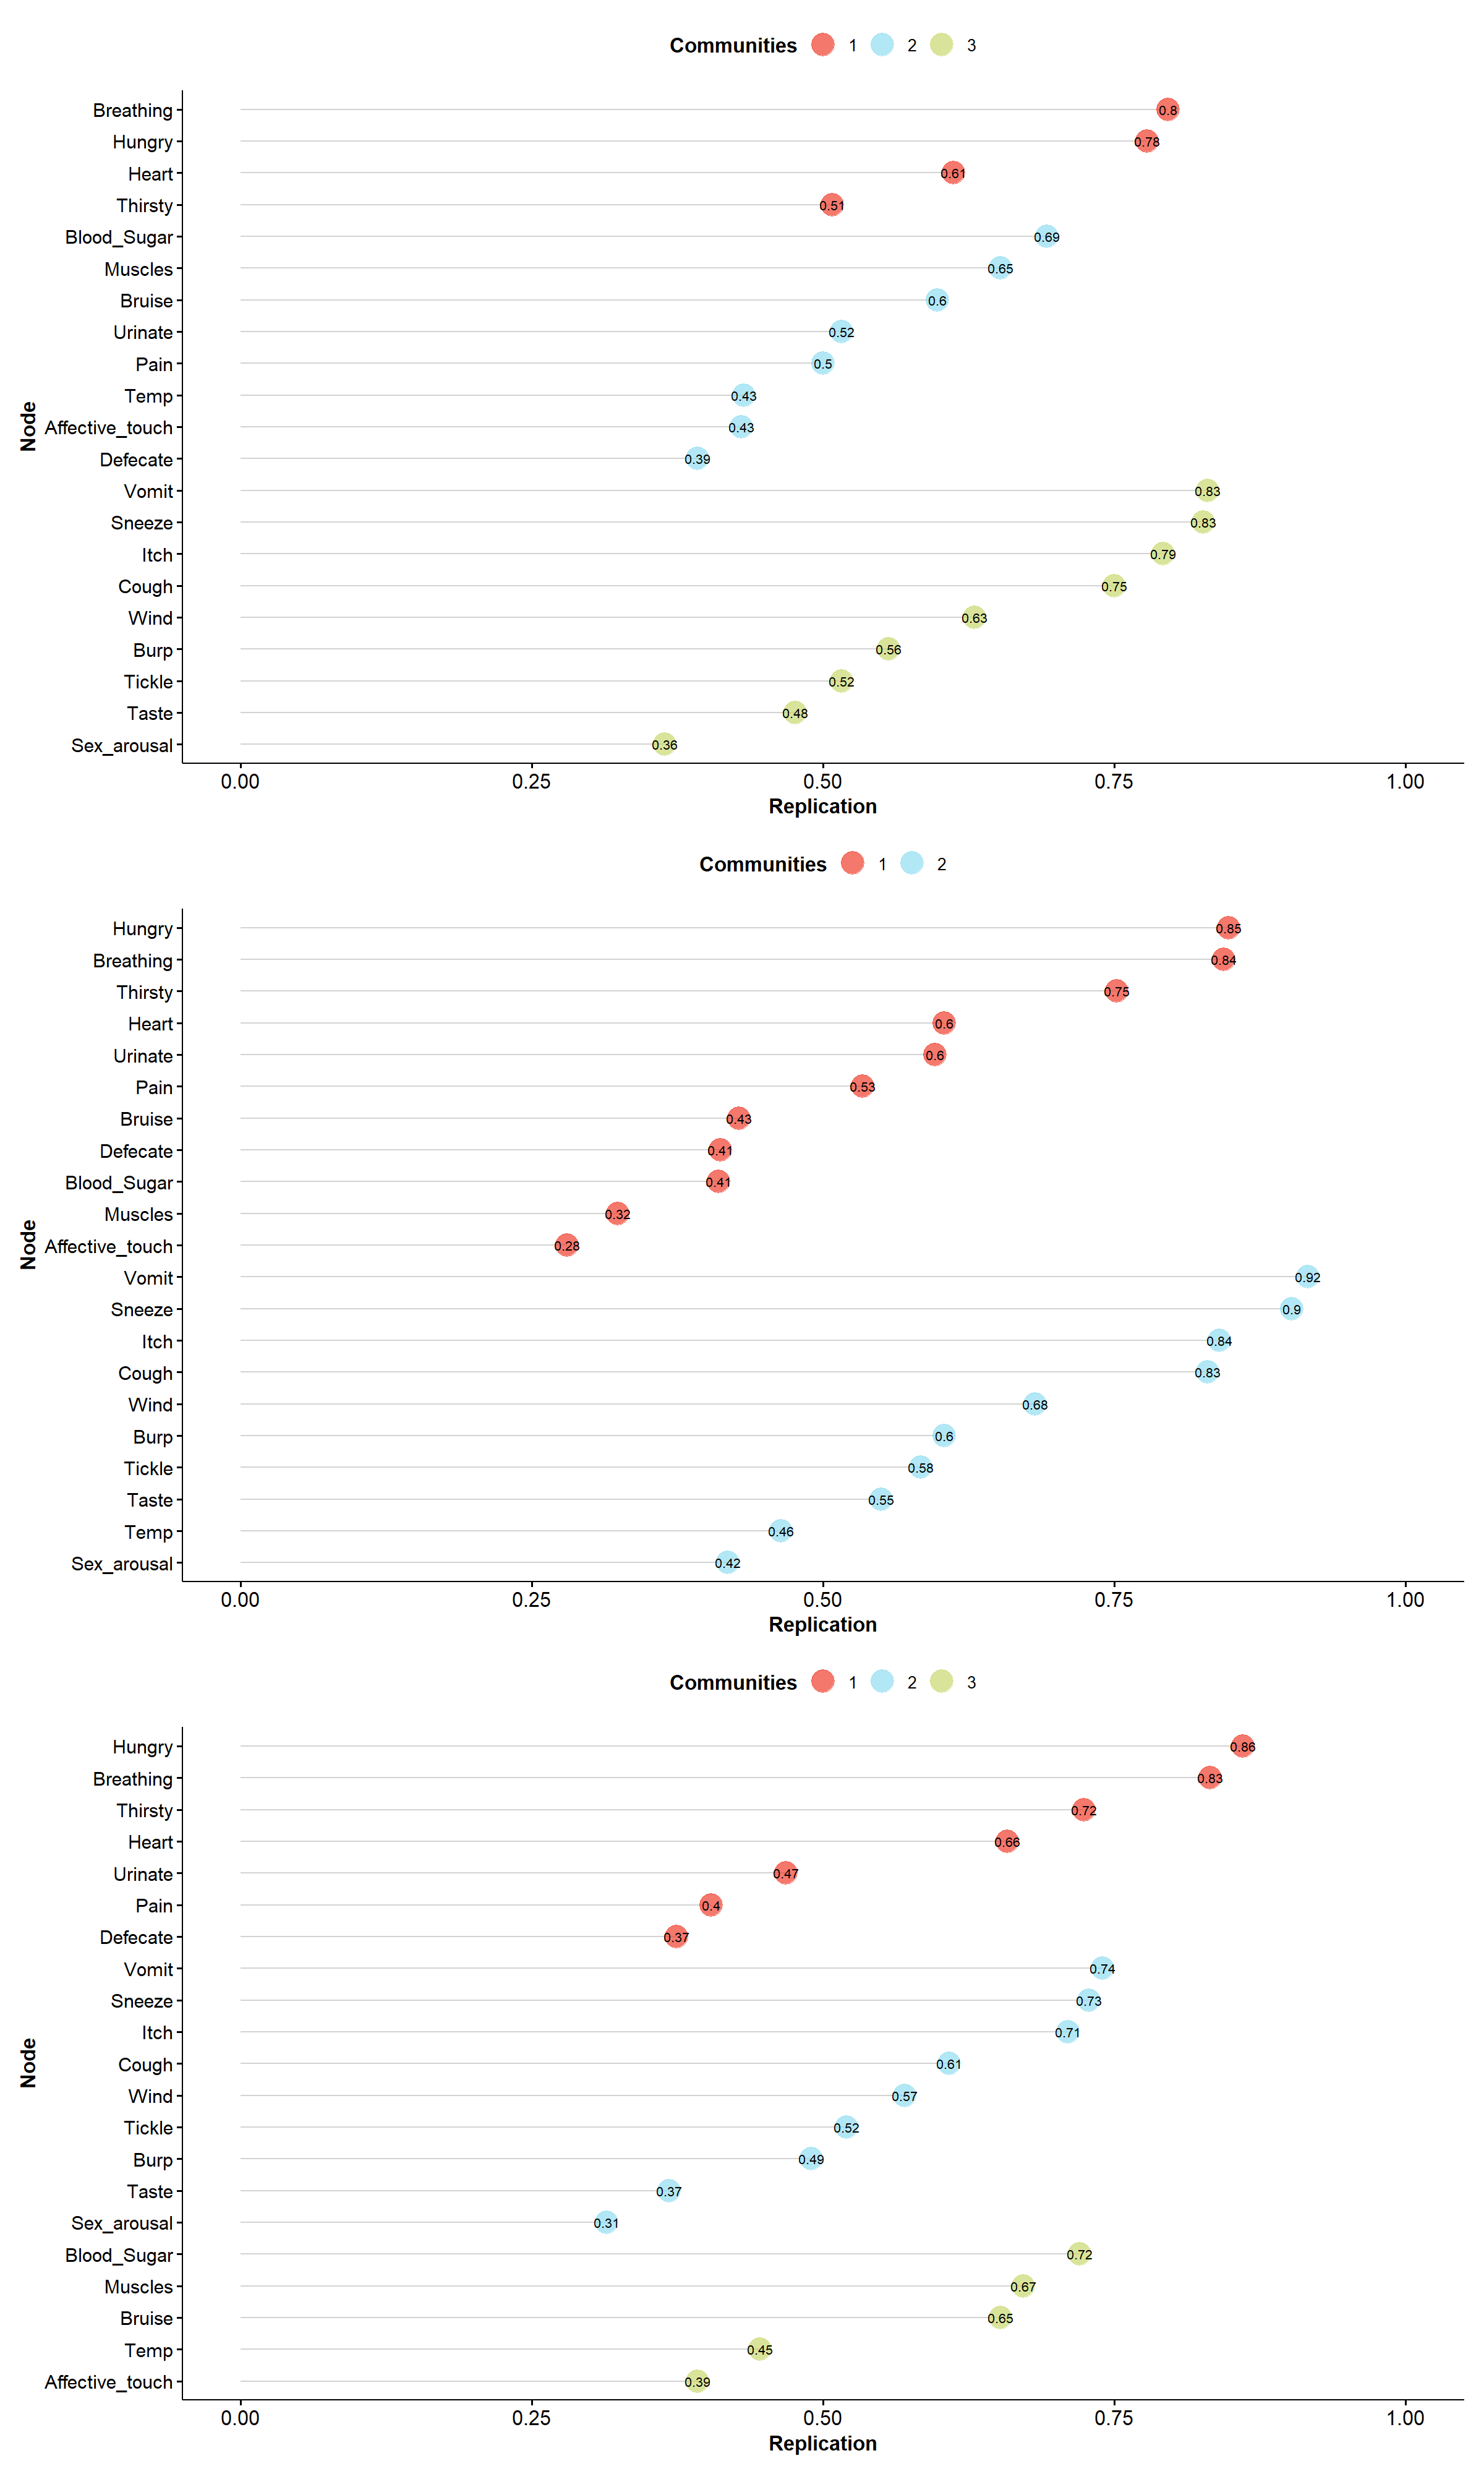 Communities 1 2 3
Breathing 0.8
Hungry 0.78
Heart 0.61
Thirsty 0.51
Blood_Sugar 0.69
Muscles 0.65
Bruise 0.6
Urinate 0.52
Pain 0.5
Temp 0.43
Affective_touch 0.43
Defecate 0.39
Vomit 0.83
Sneeze 0.83
Itch 0.79
Cough 0.75
Wind 0.63
Burp 0.56
Tickle 0.52
Taste 0.48
Sex_arousal 0.36
Node
0.00 0.25 0.50 0.75 1.00
Replication
Communities 1 2
Hungry 0.85
Breathing 0.84
Thirsty 0.75
Heart 0.6
Urinate 0.6
Pain 0.53
Bruise 0.43
Defecate 0.41
Blood_Sugar 0.41
Muscles 0.32
Affective_touch 0.28
Vomit 0.92
Sneeze 0.9
Itch 0.84
Cough 0.83
Wind 0.68
Burp 0.6
Tickle 0.58
Taste 0.55
Temp 0.46
Sex_arousal 0.42
Node
0.00 0.25 0.50 0.75 1.00
Replication
Communities 1 2 3
Hungry 0.86
Breathing 0.83
Thirsty 0.72
Heart 0.66
Urinate 0.47
Pain 0.4
Defecate 0.37
Vomit 0.74
Sneeze 0.73
Itch 0.71
Cough 0.61
Wind 0.57
Tickle 0.52
Burp 0.49
Taste 0.37
Sex_arousal 0.31
Blood_Sugar 0.72
Muscles 0.67
Bruise 0.65
Temp 0.45
Affective_touch 0.39
Node
0.00 0.25 0.50 0.75 1.00
Replication